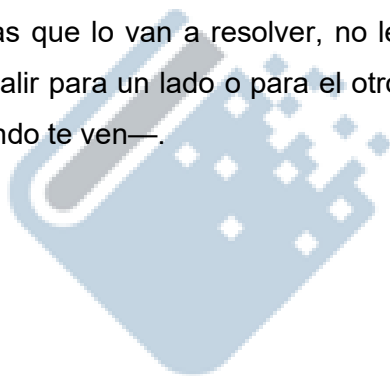 as que lo van a resolver, no le
alir para un lado o para el otro
ndo te ven—.